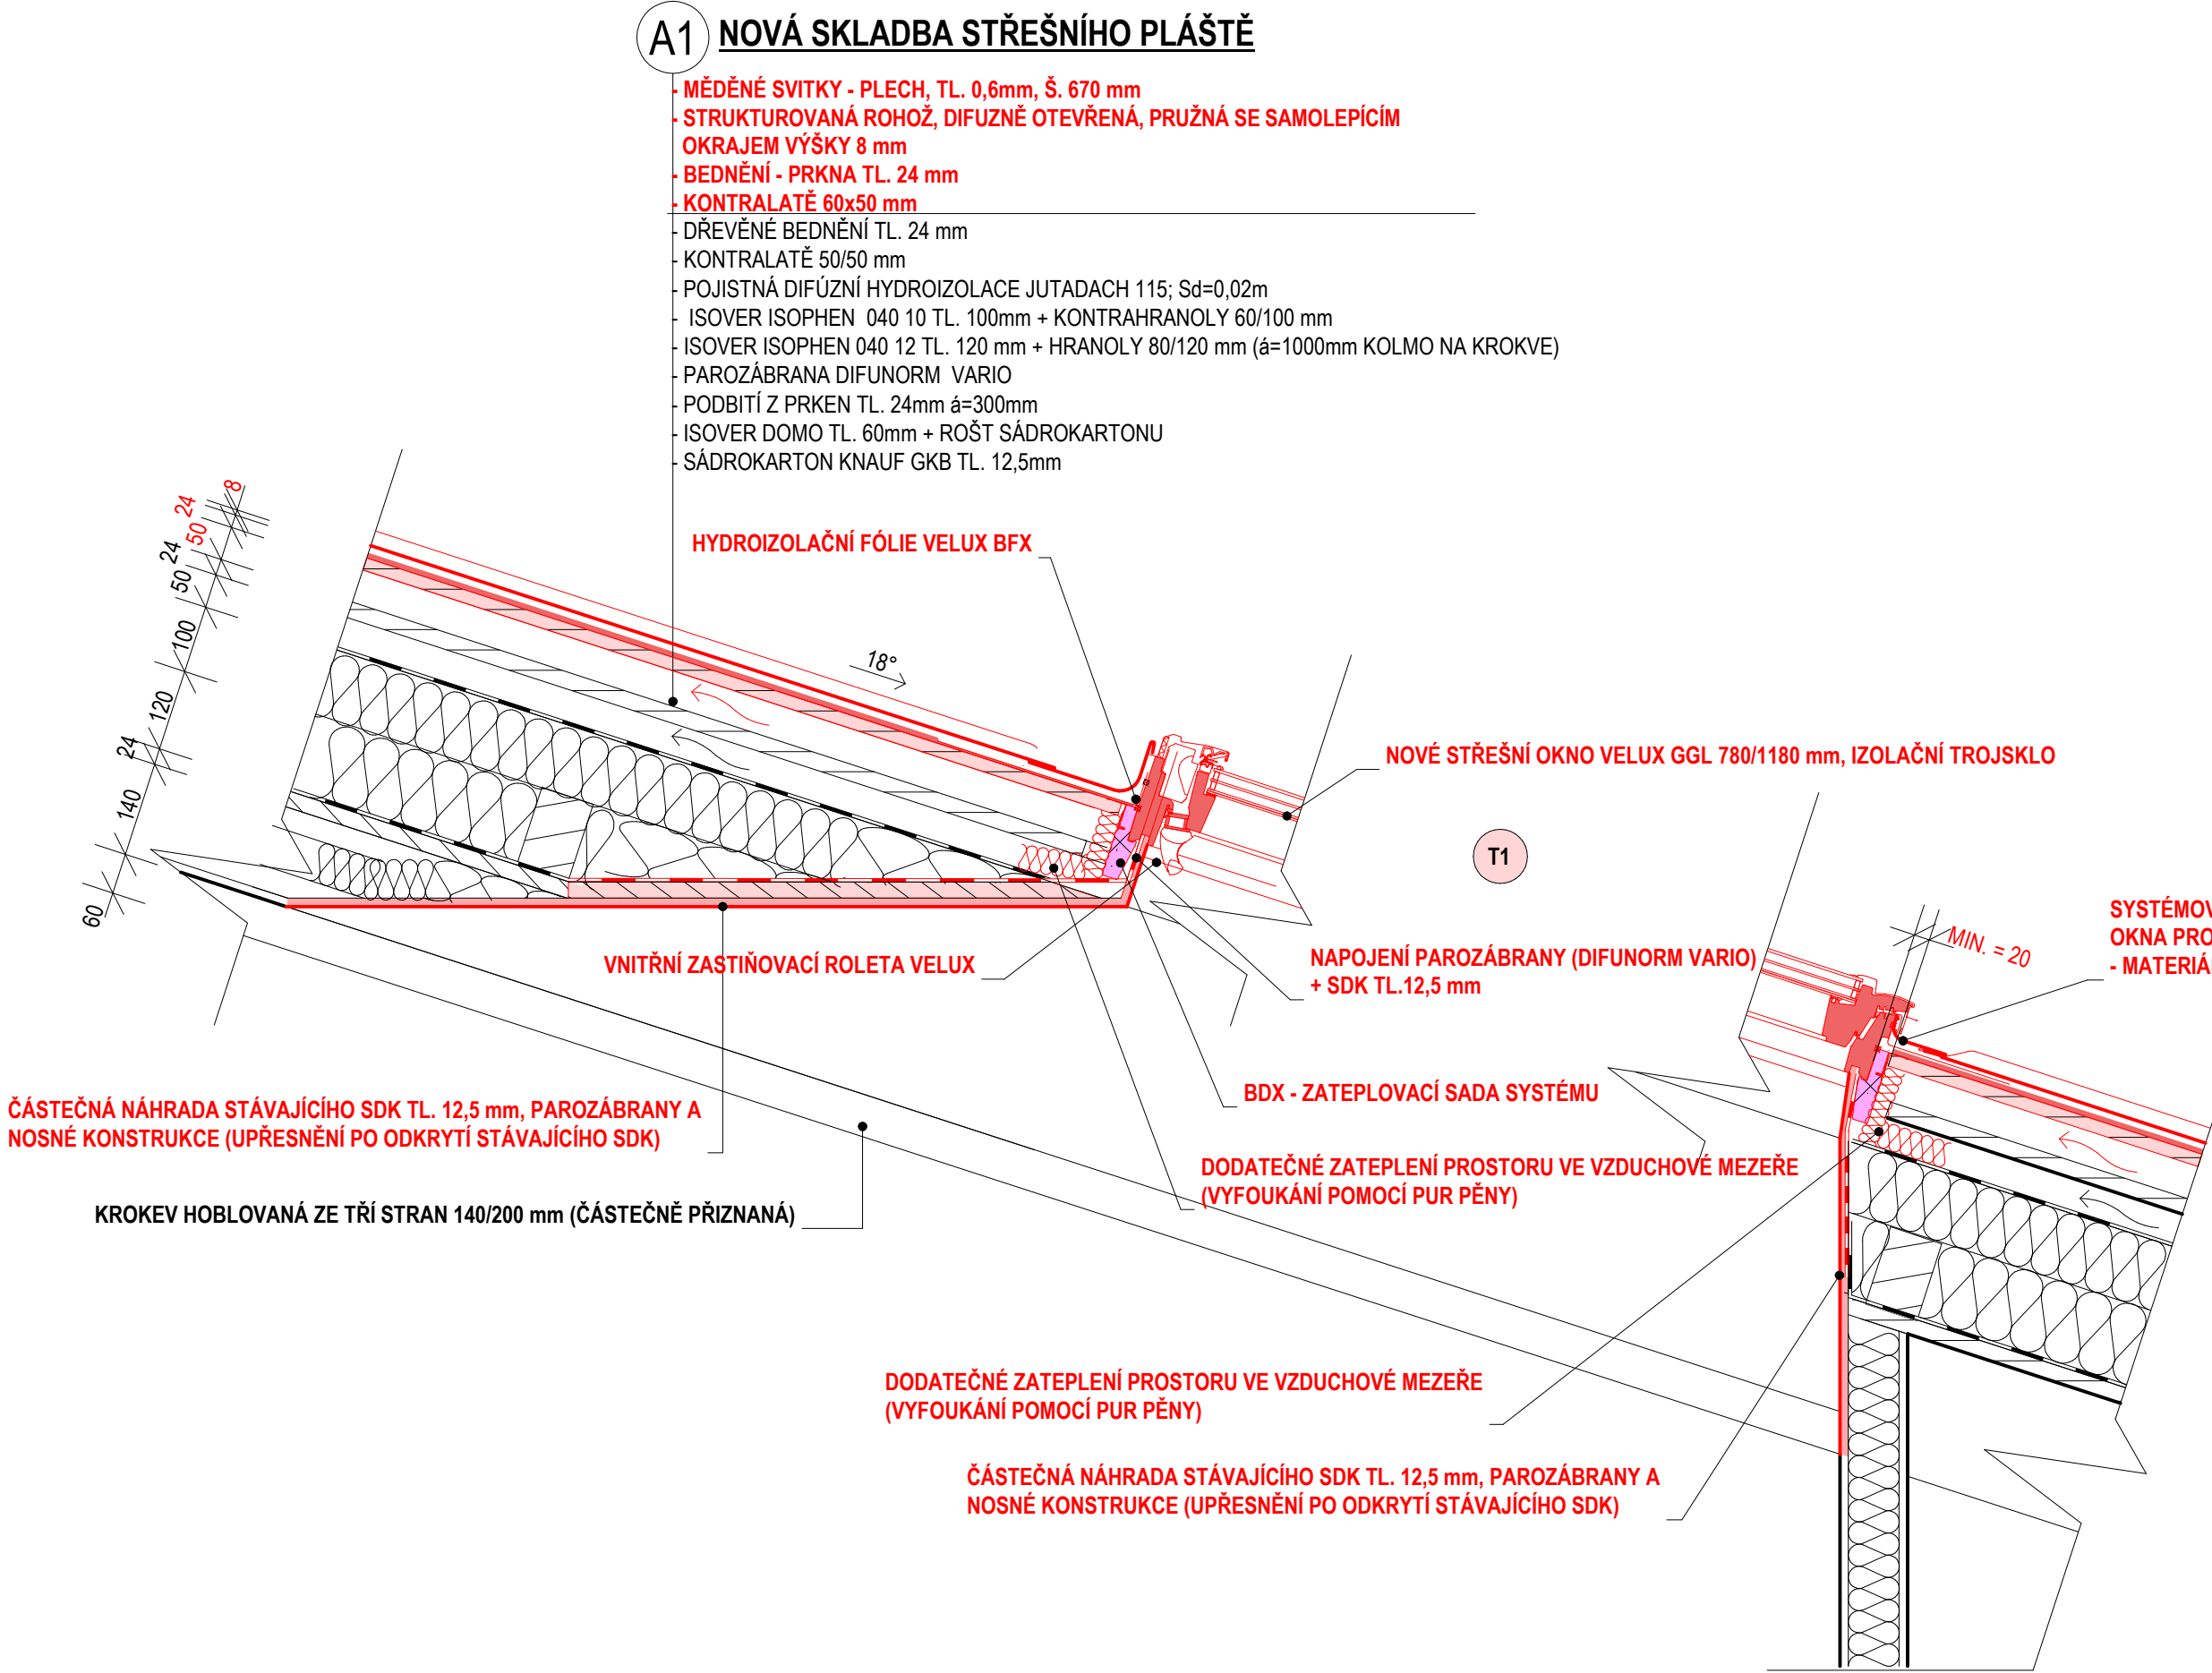 A1 NOVÁ SKLADBA STŘEŠNÍHO PLÁŠTĚ
- MĚDĚNÉ SVITKY - PLECH, TL. 0,6mm, Š. 670 mm
- STRUKTUROVANÁ ROHOŽ, DIFUZNĚ OTEVŘENÁ, PRUŽNÁ SE SAMOLEPÍCÍM
OKRAJEM VÝŠKY 8 mm
- BEDNĚNÍ - PRKNA TL. 24 mm
- KONTRALATĚ 60x50 mm
- DŘEVĚNÉ BEDNĚNÍ TL. 24 mm
- KONTRALATĚ 50/50 mm
- POJISTNÁ DIFÚZNÍ HYDROIZOLACE JUTADACH 115; Sd=0,02m
- ISOVER ISOPHEN 040 10 TL. 100mm + KONTRAHRANOLY 60/100 mm
- ISOVER ISOPHEN 040 12 TL. 120 mm + HRANOLY 80/120 mm (á=1000mm KOLMO NA KROKVE)
- PAROZÁBRANA DIFUNORM VARIO
- PODBITÍ Z PRKEN TL. 24mm á=300mm
- ISOVER DOMO TL. 60mm + ROŠT SÁDROKARTONU
- SÁDROKARTON KNAUF GKB TL. 12,5mm
8
24
50
24
50
100
120
24
140
60
HYDROIZOLAČNÍ FÓLIE VELUX BFX
18°
NOVÉ STŘEŠNÍ OKNO VELUX GGL 780/1180 mm, IZOLAČNÍ TROJSKLO
T1
SYSTÉMOV
OKNA PRO
- MATERIÁ
MIN. = 20
VNITŘNÍ ZASTIŇOVACÍ ROLETA VELUX
NAPOJENÍ PAROZÁBRANY (DIFUNORM VARIO)
+ SDK TL.12,5 mm
BDX - ZATEPLOVACÍ SADA SYSTÉMU
ČÁSTEČNÁ NÁHRADA STÁVAJÍCÍHO SDK TL. 12,5 mm, PAROZÁBRANY A
NOSNÉ KONSTRUKCE (UPŘESNĚNÍ PO ODKRYTÍ STÁVAJÍCÍHO SDK)
DODATEČNÉ ZATEPLENÍ PROSTORU VE VZDUCHOVÉ MEZEŘE
(VYFOUKÁNÍ POMOCÍ PUR PĚNY)
KROKEV HOBLOVANÁ ZE TŘÍ STRAN 140/200 mm (ČÁSTEČNĚ PŘIZNANÁ)
DODATEČNÉ ZATEPLENÍ PROSTORU VE VZDUCHOVÉ MEZEŘE
(VYFOUKÁNÍ POMOCÍ PUR PĚNY)
ČÁSTEČNÁ NÁHRADA STÁVAJÍCÍHO SDK TL. 12,5 mm, PAROZÁBRANY A
NOSNÉ KONSTRUKCE (UPŘESNĚNÍ PO ODKRYTÍ STÁVAJÍCÍHO SDK)